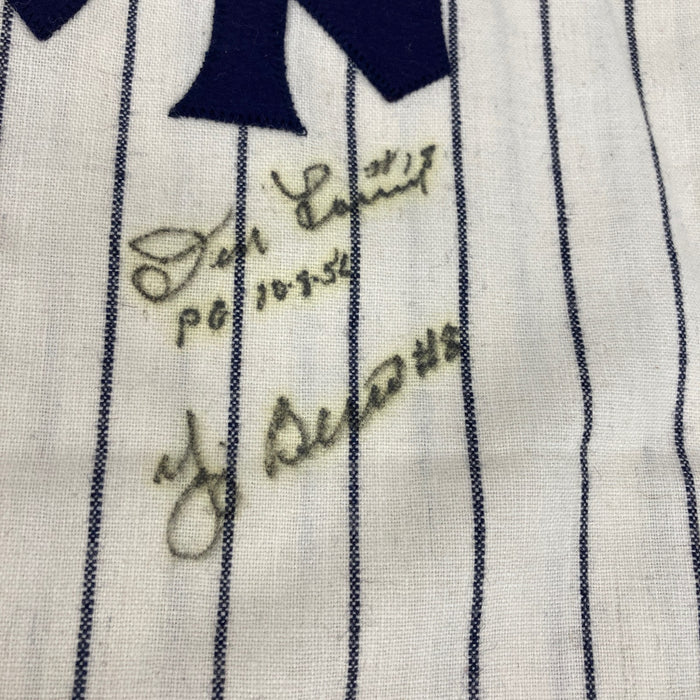 Don Larsen #18
PG 10-8-56
Yogi Berra #8